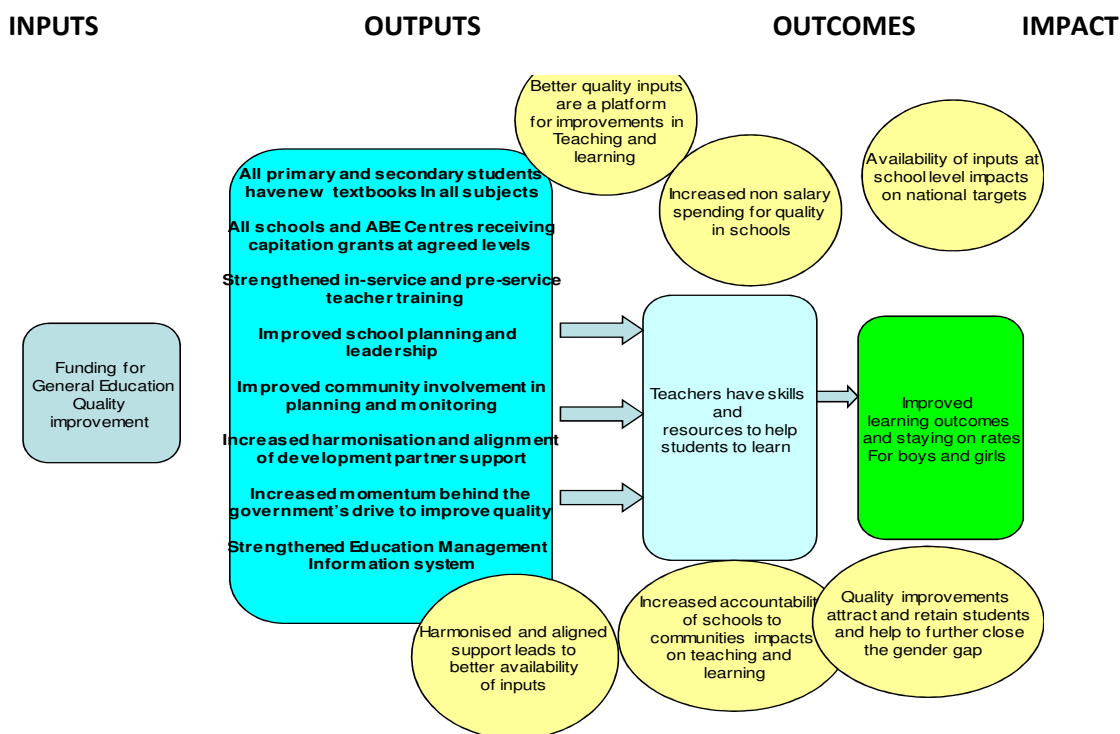 INPUTS OUTPUTS OUTCOMES IMPACT
Better quality inputs
are a platform
for improvements in
Teaching and
learning
Increased non salary
spending for quality
in schools
Availability of inputs at
school level impacts
on national targets
Funding for
General Education
Quality
improvement
All primary and secondary students
have new textbooks In all subjects
All schools and ABE Centres receiving
capitation grants at agreed levels
Strengthened in-service and pre-service
teacher training
Improved school planning and
leadership
Improved community involvement in
planning and monitoring
Increased harmonisation and alignment
of development partner support
Increased momentum behind the
government's drive to improve quality
Strengthened Education Management
Information system
Teachers have skills
and
resources to help
students to learn
Improved
learning outcomes
and staying on rates
For boys and girls
Harmonised and aligned
support leads to
better availability
of inputs
Increased accountability
of schools to
communities impacts
on teaching and
learning
Quality improvements
attract and retain students
and help to further close
the gender gap